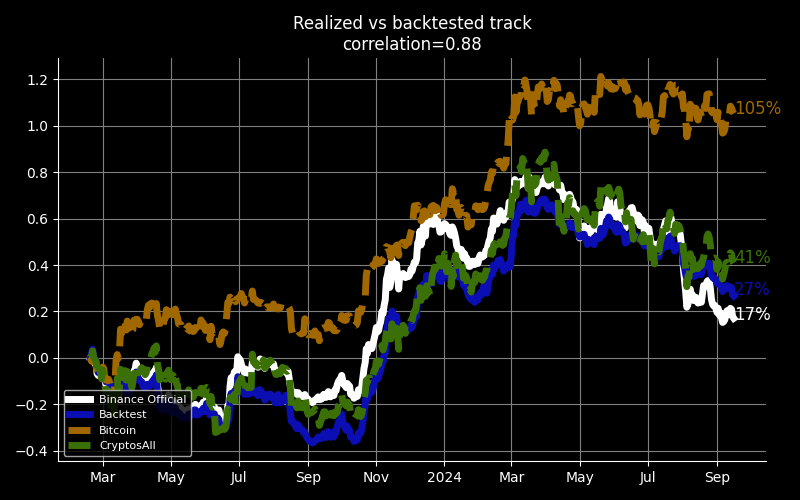 Realized vs backtested track
correlation=0.88
1.2
1.0
0.8
0.6
0.4
0.2
0.0
−0.2
−0.4
105%
41%
27%
17%
Binance Official
Backtest
Bitcoin
CryptosAll
Mar May Jul Sep Nov 2024 Mar May Jul Sep